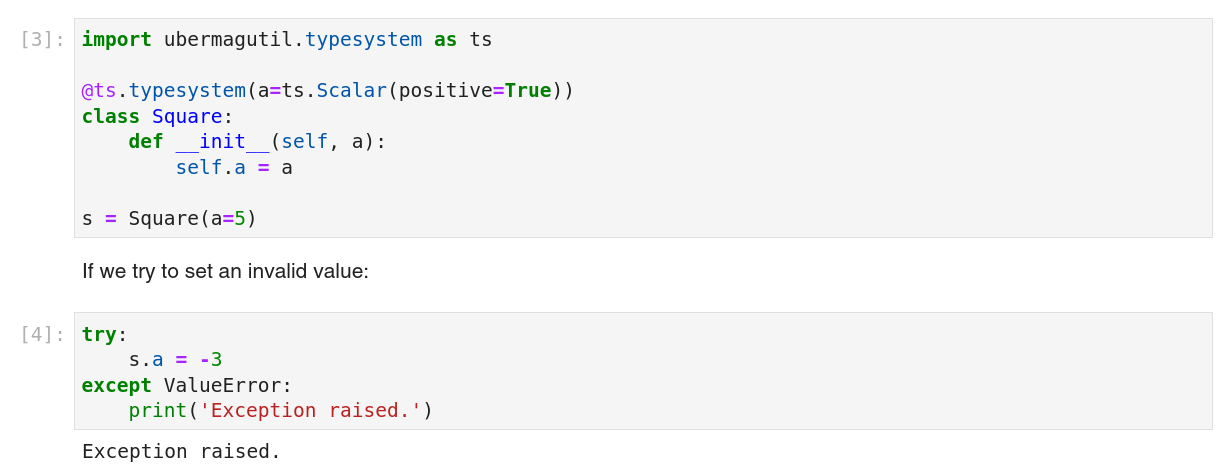 [3]: import ubermagutil.typesystem as ts
@ts.typesystem(a=ts.Scalar(positive=True))
class Square:
    def __init__(self, a):
        self.a = a
s = Square(a=5)
If we try to set an invalid value:
[4]: try:
    s.a = -3
except ValueError:
    print('Exception raised.')
Exception raised.